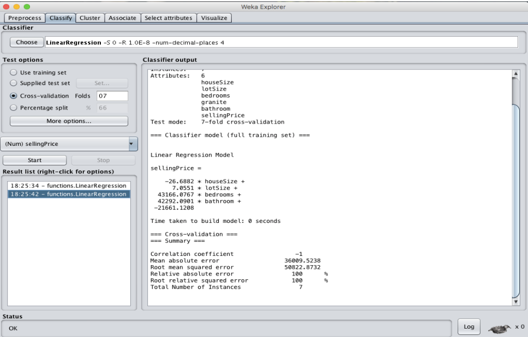 Weka Explorer
Preprocess Classify Cluster Associate Select attributes Visualize
Classifier
Choose LinearRegression -S 0 -R 1.0E-8 -num-decimal-places 4
Test options
Use training set
Supplied test set Set...
Cross-validation Folds 07
Percentage split % 66
More options...
(Num) sellingPrice
Start Stop
Result list (right-click for options)
18:25:34 - functions.LinearRegression
18:25:42 - functions.LinearRegression
Classifier output
Instances: 7
Attributes: 6
houseSize
lotSize
bedrooms
granite
bathroom
sellingPrice
Test mode: 7-fold cross-validation
=== Classifier model (full training set) ===
Linear Regression Model
sellingPrice =
-26.6882 * houseSize +
7.0551 * lotSize +
43166.0767 * bedrooms +
42292.0901 * bathroom +
-21661.1208
Time taken to build model: 0 seconds
=== Cross-validation ===
=== Summary ===
Correlation coefficient -1
Mean absolute error 36009.5238
Root mean squared error 50822.8732
Relative absolute error 100 %
Root relative squared error 100 %
Total Number of Instances 7
Status
OK
Log
x 0